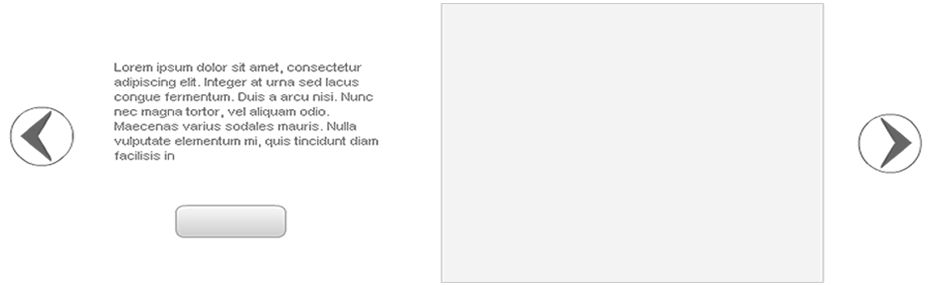 Lorem ipsum dolor sit amet, consectetur
adipiscing elit. Integer at urna sed lacus
congue fermentum. Duis a arcu nisi. Nunc
nec magna tortor, vel aliquam odio.
Maecenas varius sodales mauris. Nulla
vulputate elementum mi, quis tincidunt diam
facilisis in